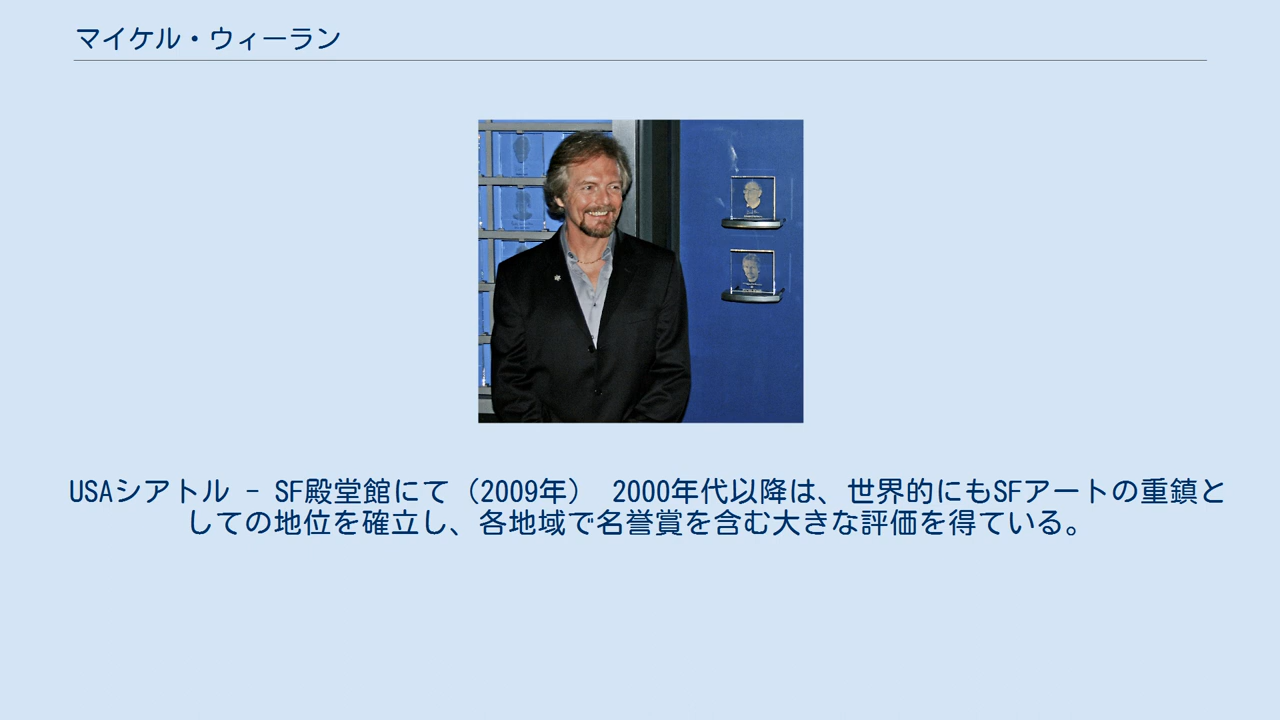 マイケル・ウィーラン
USAシアトル - SF殿堂館にて（2009年） 2000年代以降は、世界的にもSFアートの重鎮と
しての地位を確立し、各地域で名誉賞を含む大きな評価を得ている。